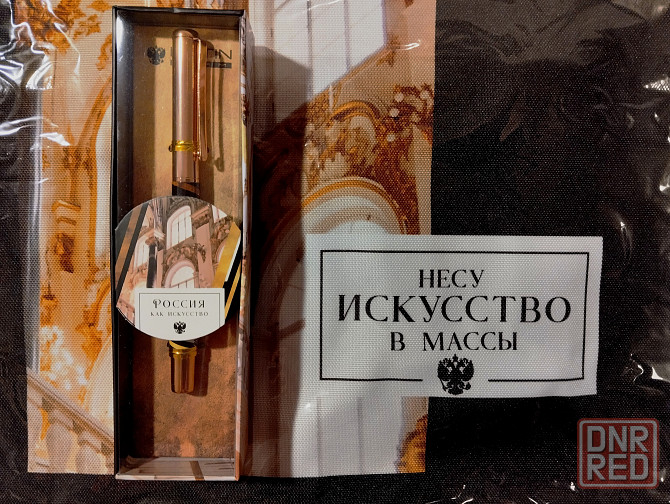 РОССИЯ
КАК ИСКУССТВО
НЕСУ
ИСКУССТВО
В МАССЫ
DNR
RED